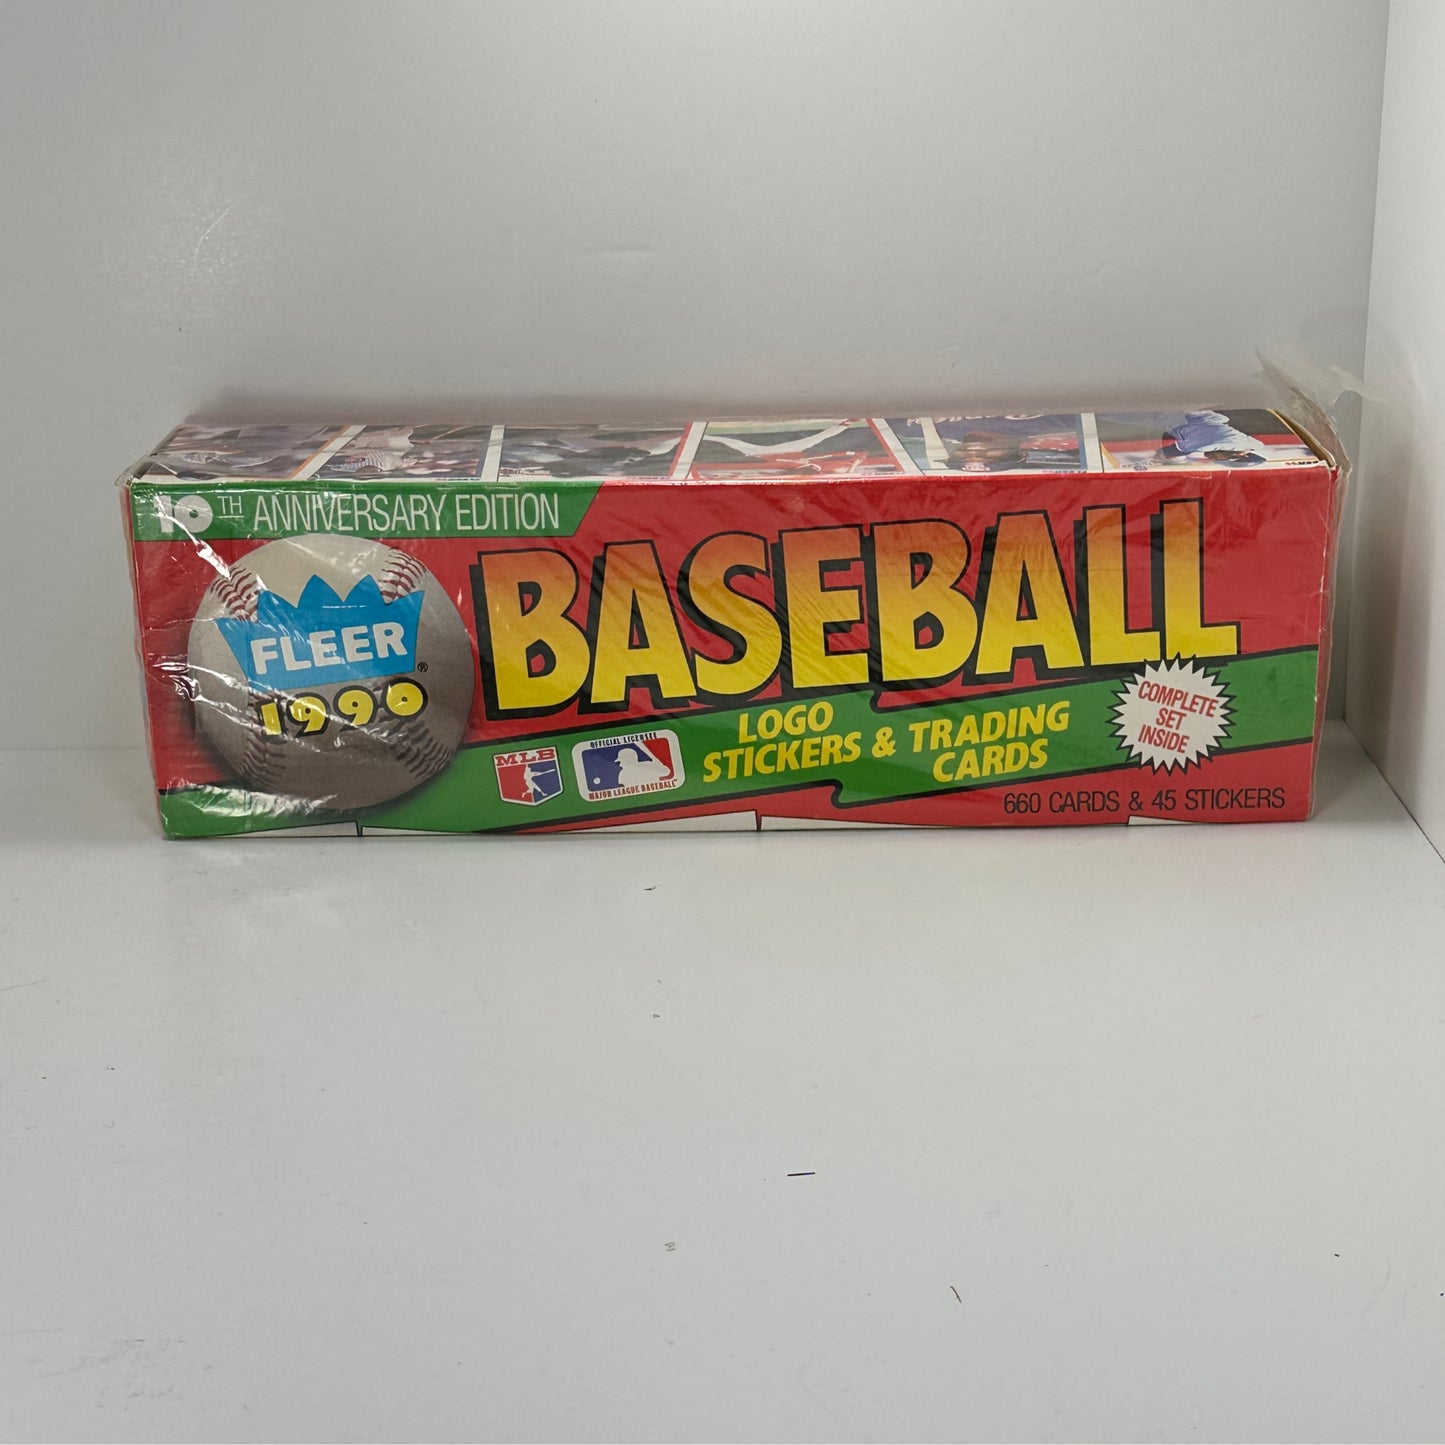 10TH ANNIVERSARY EDITION
FLEER®
1990
BASEBALL
LOGO
STICKERS & TRADING
CARDS
COMPLETE
SET
INSIDE
MLB
OFFICIAL LICENSEE
MAJOR LEAGUE BASEBALL
660 CARDS & 45 STICKERS